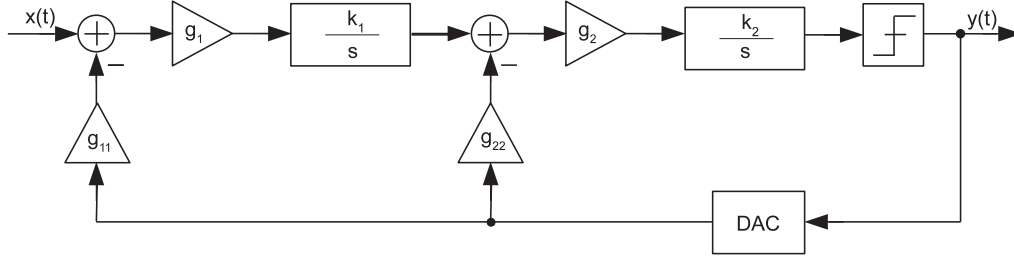 x(t)
g₁
k₁
s
g₂
k₂
s
y(t)
g₁₁
g₂₂
DAC